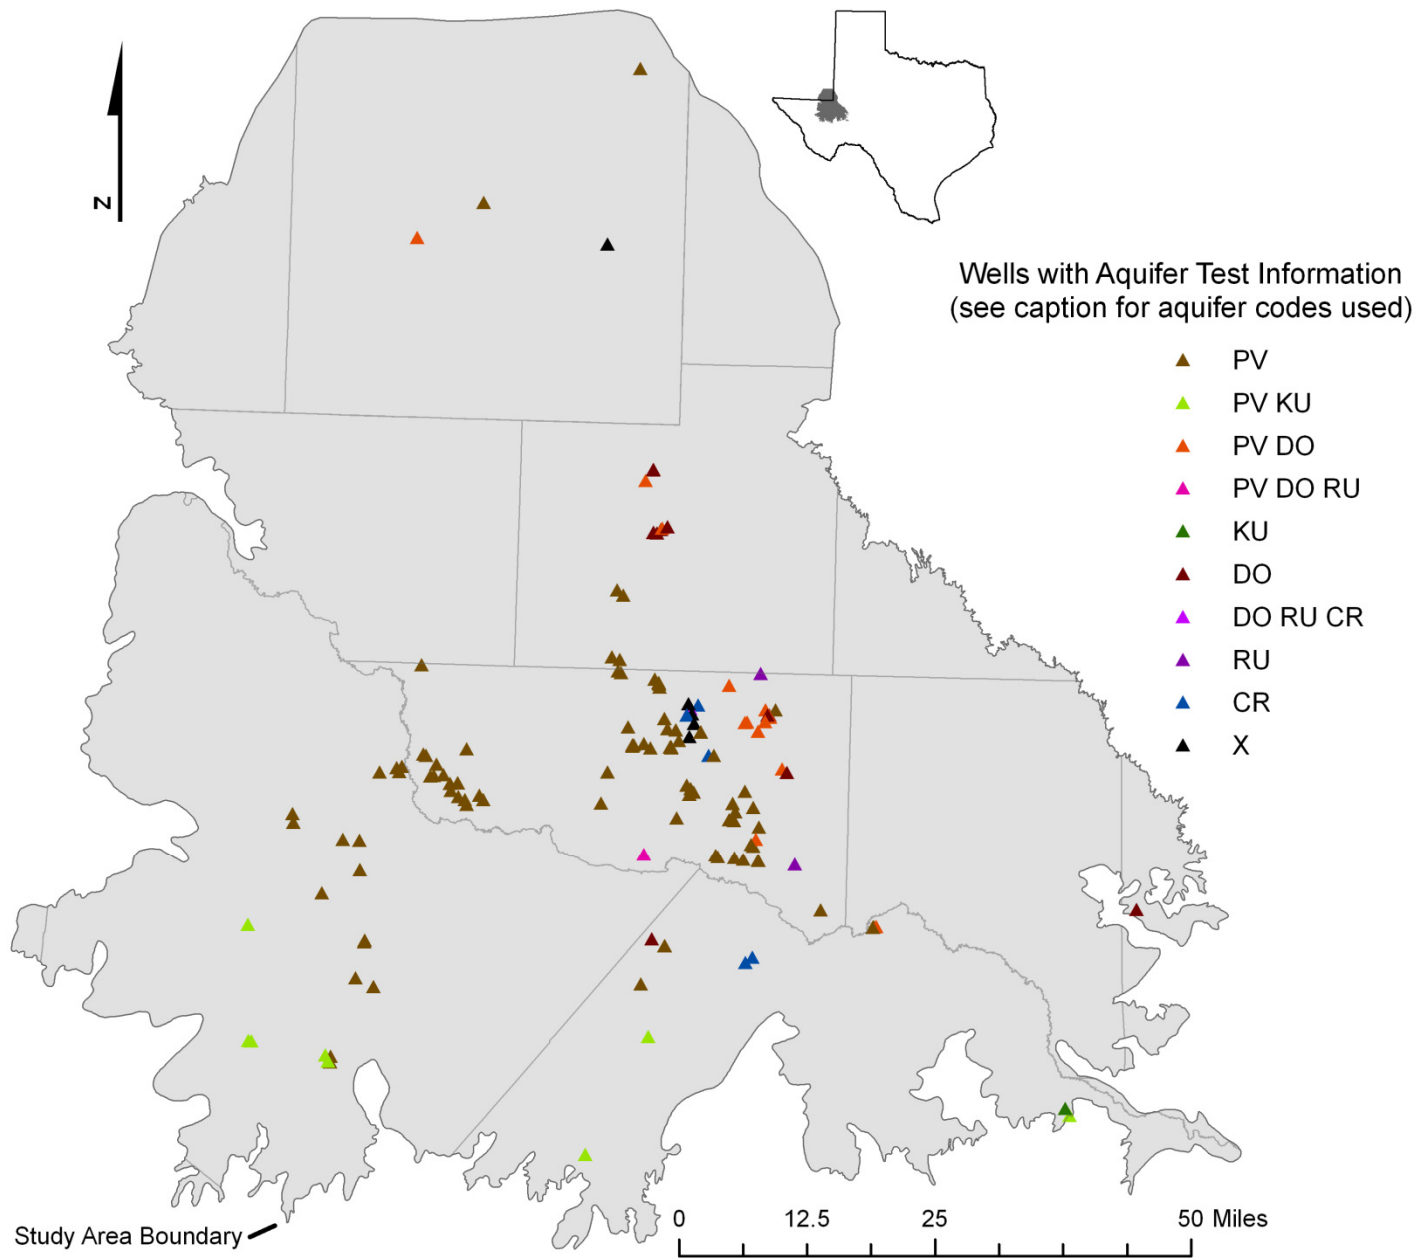 N
Wells with Aquifer Test Information
(see caption for aquifer codes used)
PV
PV KU
PV DO
PV DO RU
KU
DO
DO RU CR
RU
CR
X
Study Area Boundary
0 12.5 25 50 Miles